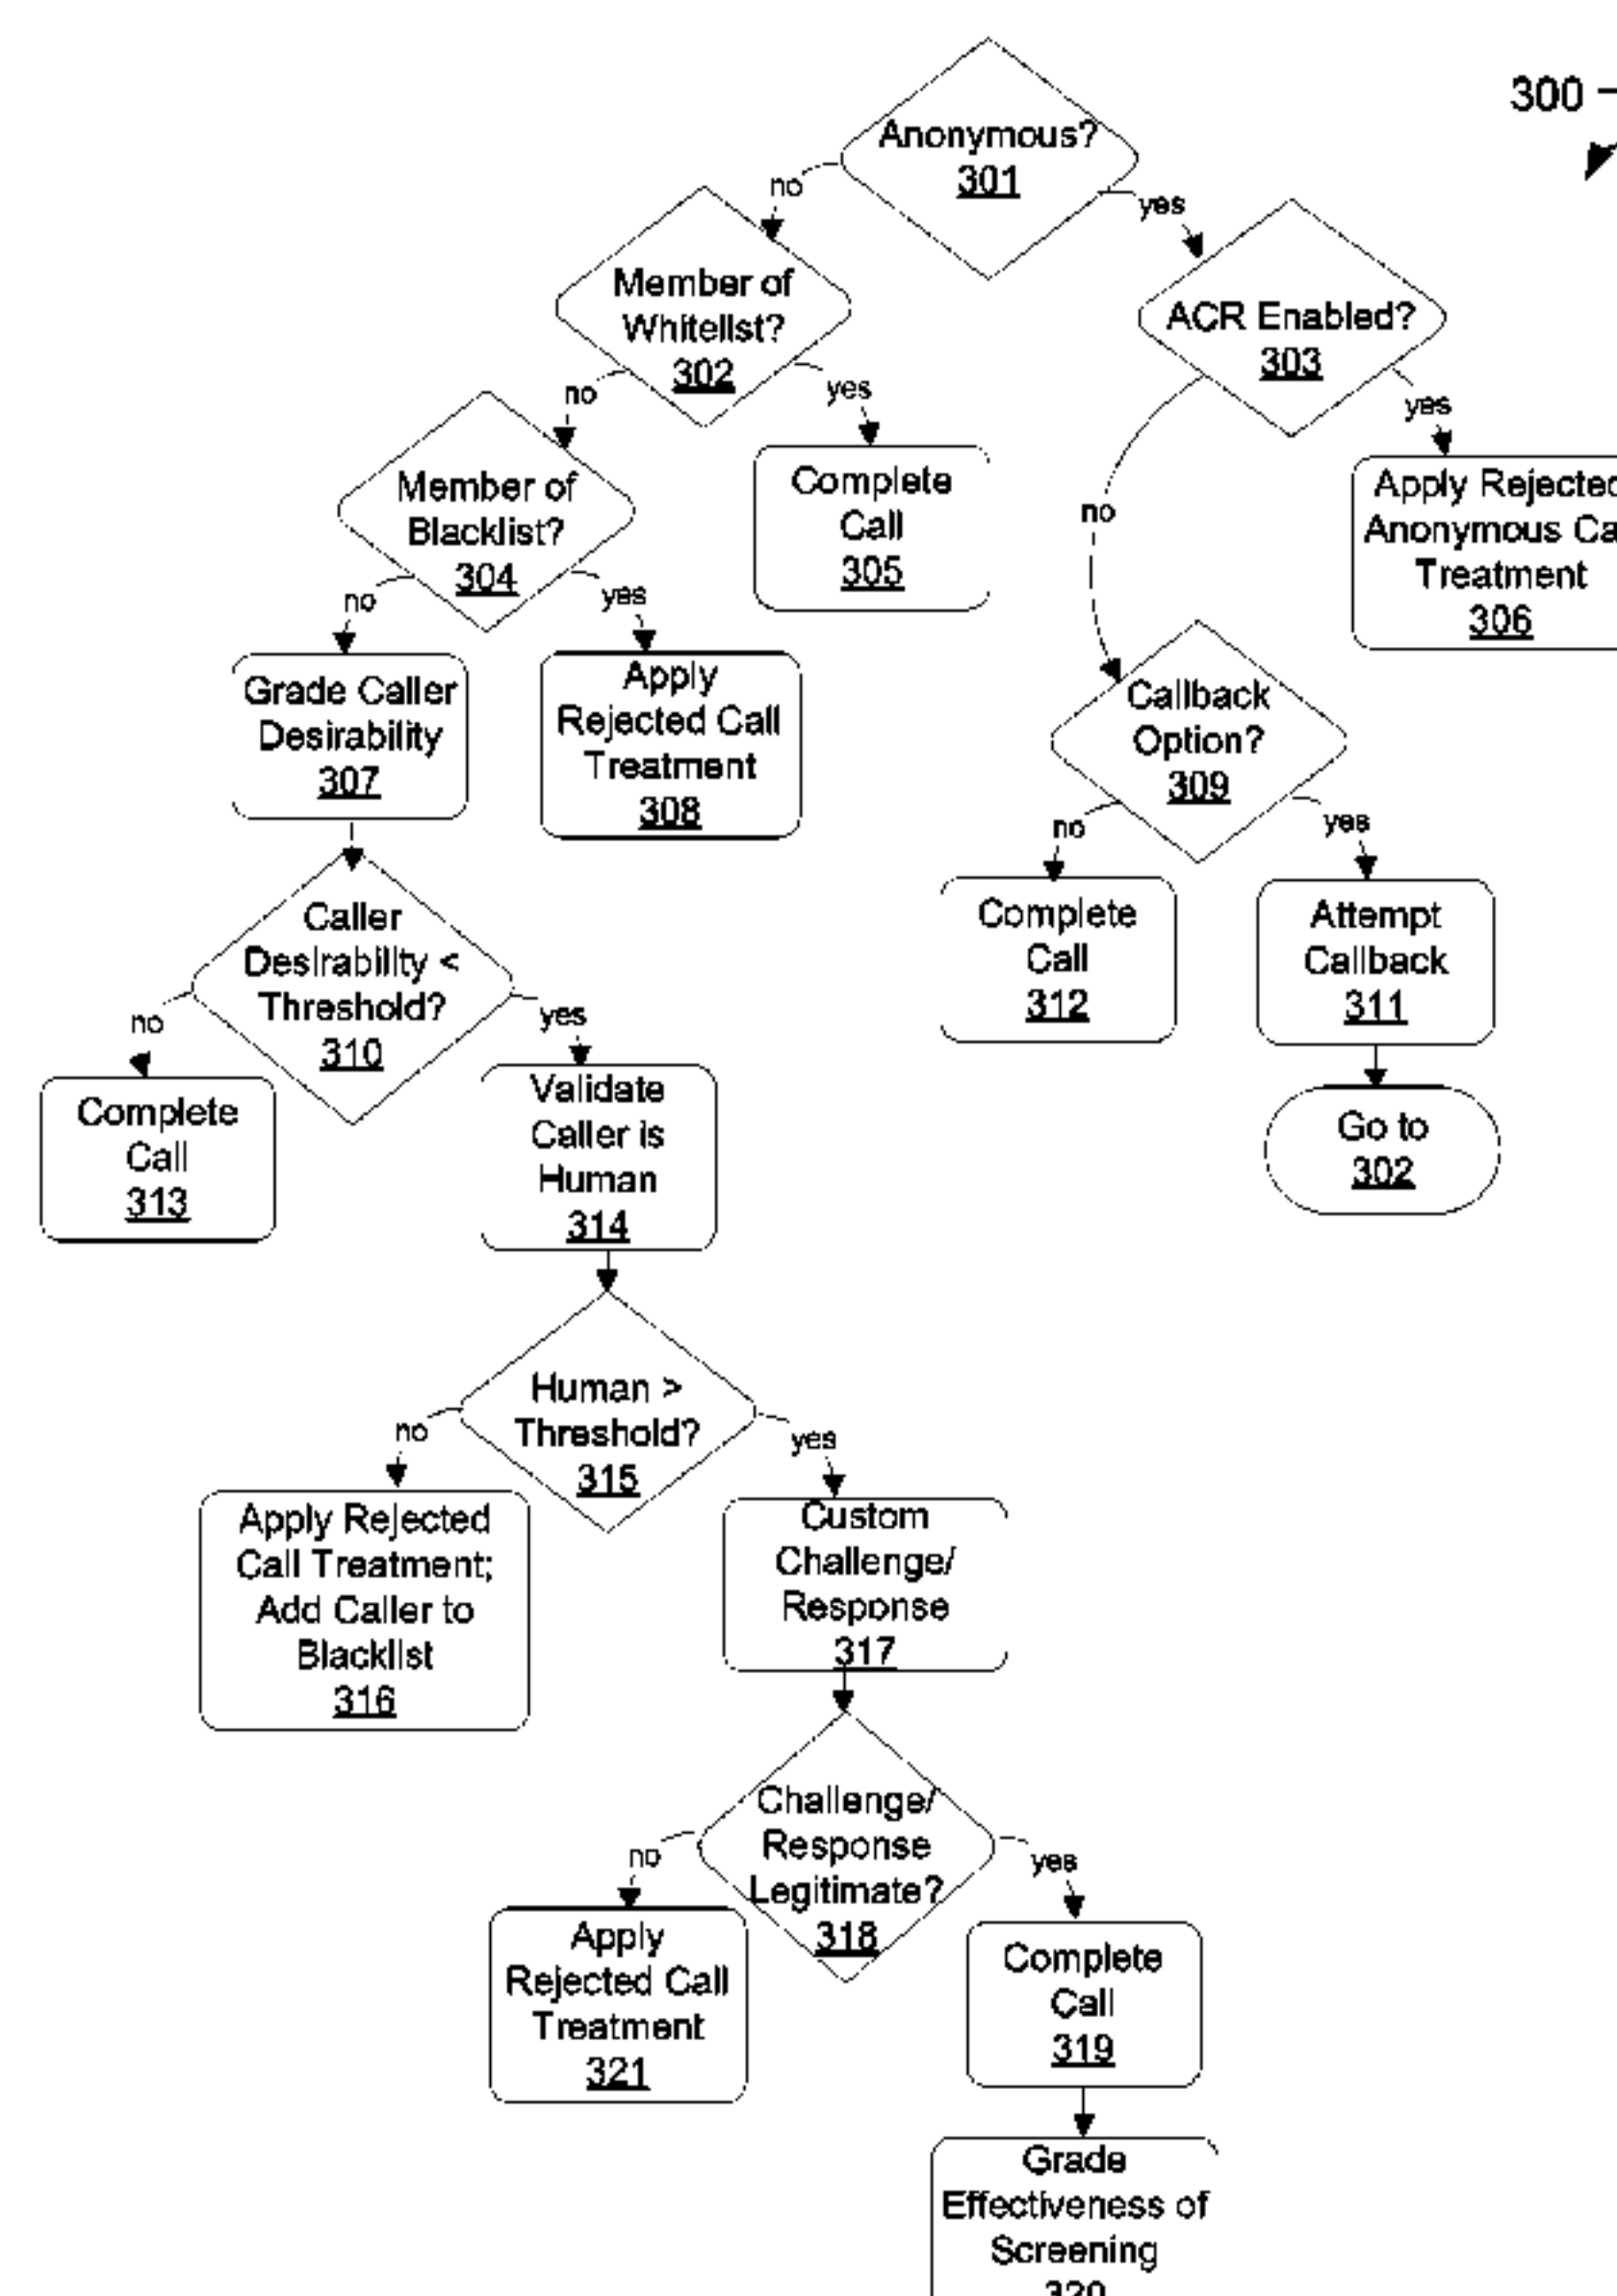 300
Anonymous?
301
no
yes
Member of
Whitelist?
302
no
yes
ACR Enabled?
303
no
yes
Member of
Blacklist?
304
no
yes
Complete
Call
305
Apply Rejected
Anonymous Ca
Treatment
306
Grade Caller
Desirability
307
Apply
Rejected Call
Treatment
308
Callback
Option?
309
no
yes
Caller
Desirability <
Threshold?
310
no
yes
Complete
Call
312
Attempt
Callback
311
Go to
302
Complete
Call
313
Validate
Caller is
Human
314
Human >
Threshold?
315
no
yes
Apply Rejected
Call Treatment;
Add Caller to
Blacklist
316
Custom
Challenge/
Response
317
Challenge/
Response
Legitimate?
318
no
yes
Apply
Rejected Call
Treatment
321
Complete
Call
319
Grade
Effectiveness of
Screening
320